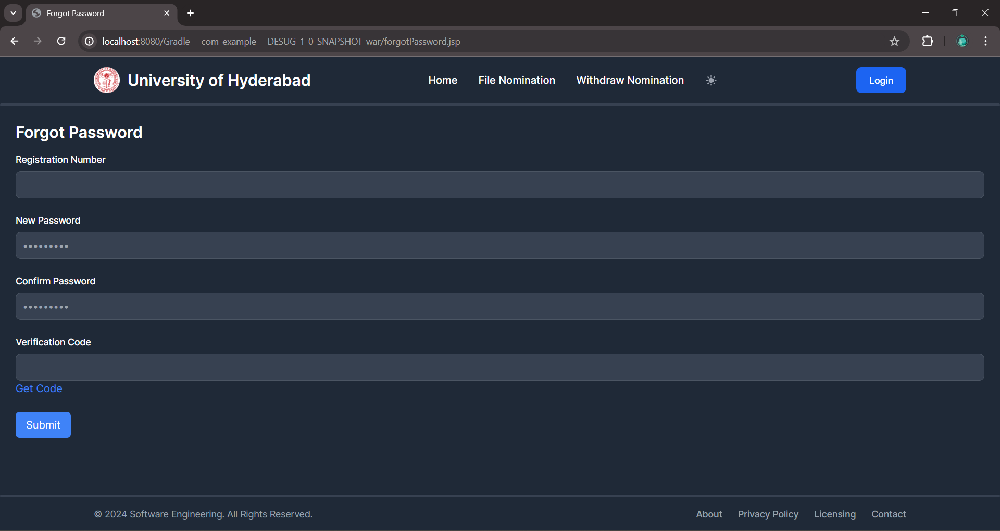 Forgot Password
localhost:8080/Gradle___com_example___DESUG_1_0_SNAPSHOT_war/forgotPassword.jsp
University of Hyderabad
Home
File Nomination
Withdraw Nomination
Login
Forgot Password
Registration Number
New Password
•••••••••
Confirm Password
•••••••••
Verification Code
Get Code
Submit
© 2024 Software Engineering. All Rights Reserved.
About
Privacy Policy
Licensing
Contact